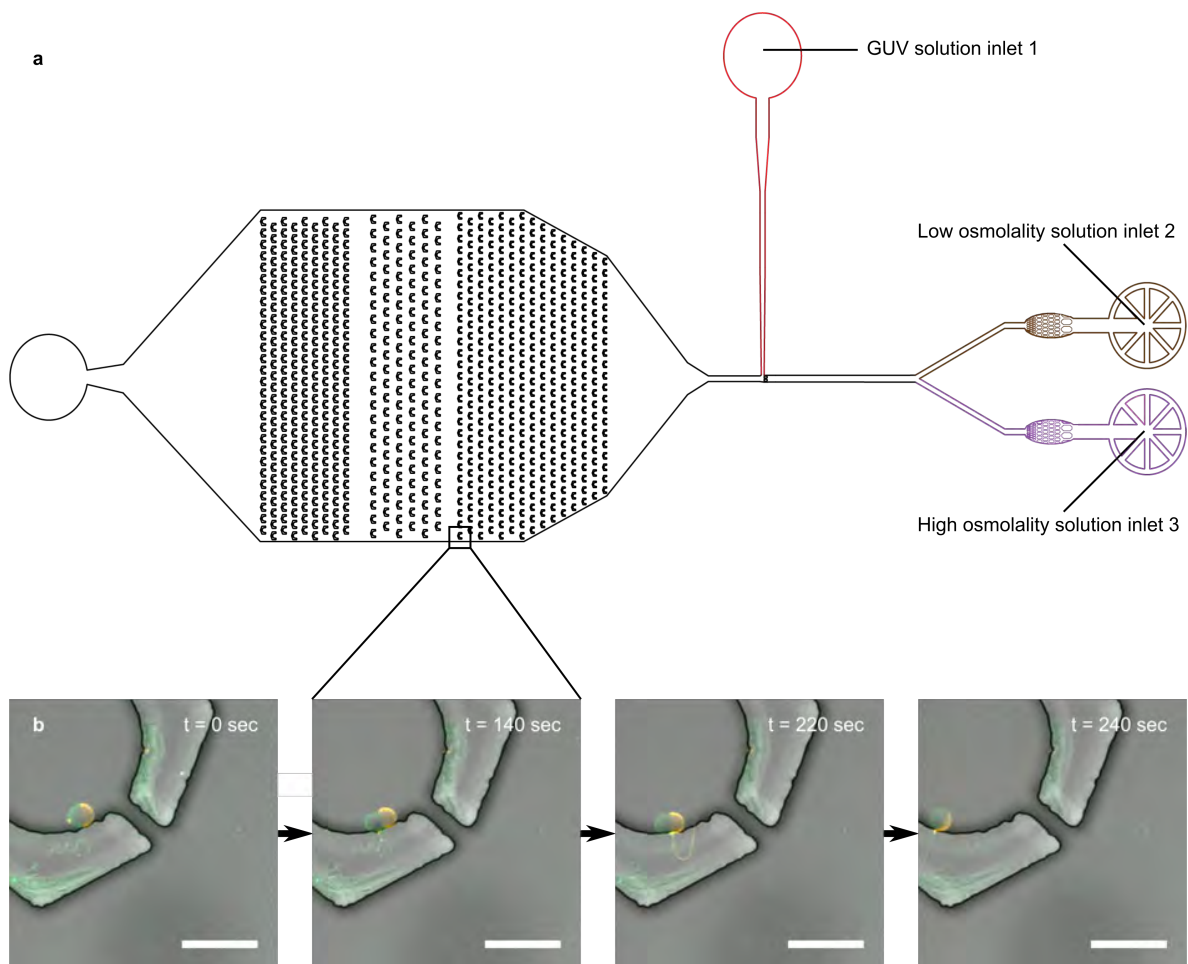 a
GUV solution inlet 1
Low osmolality solution inlet 2
High osmolality solution inlet 3
b
t = 0 sec
t = 140 sec
t = 220 sec
t = 240 sec